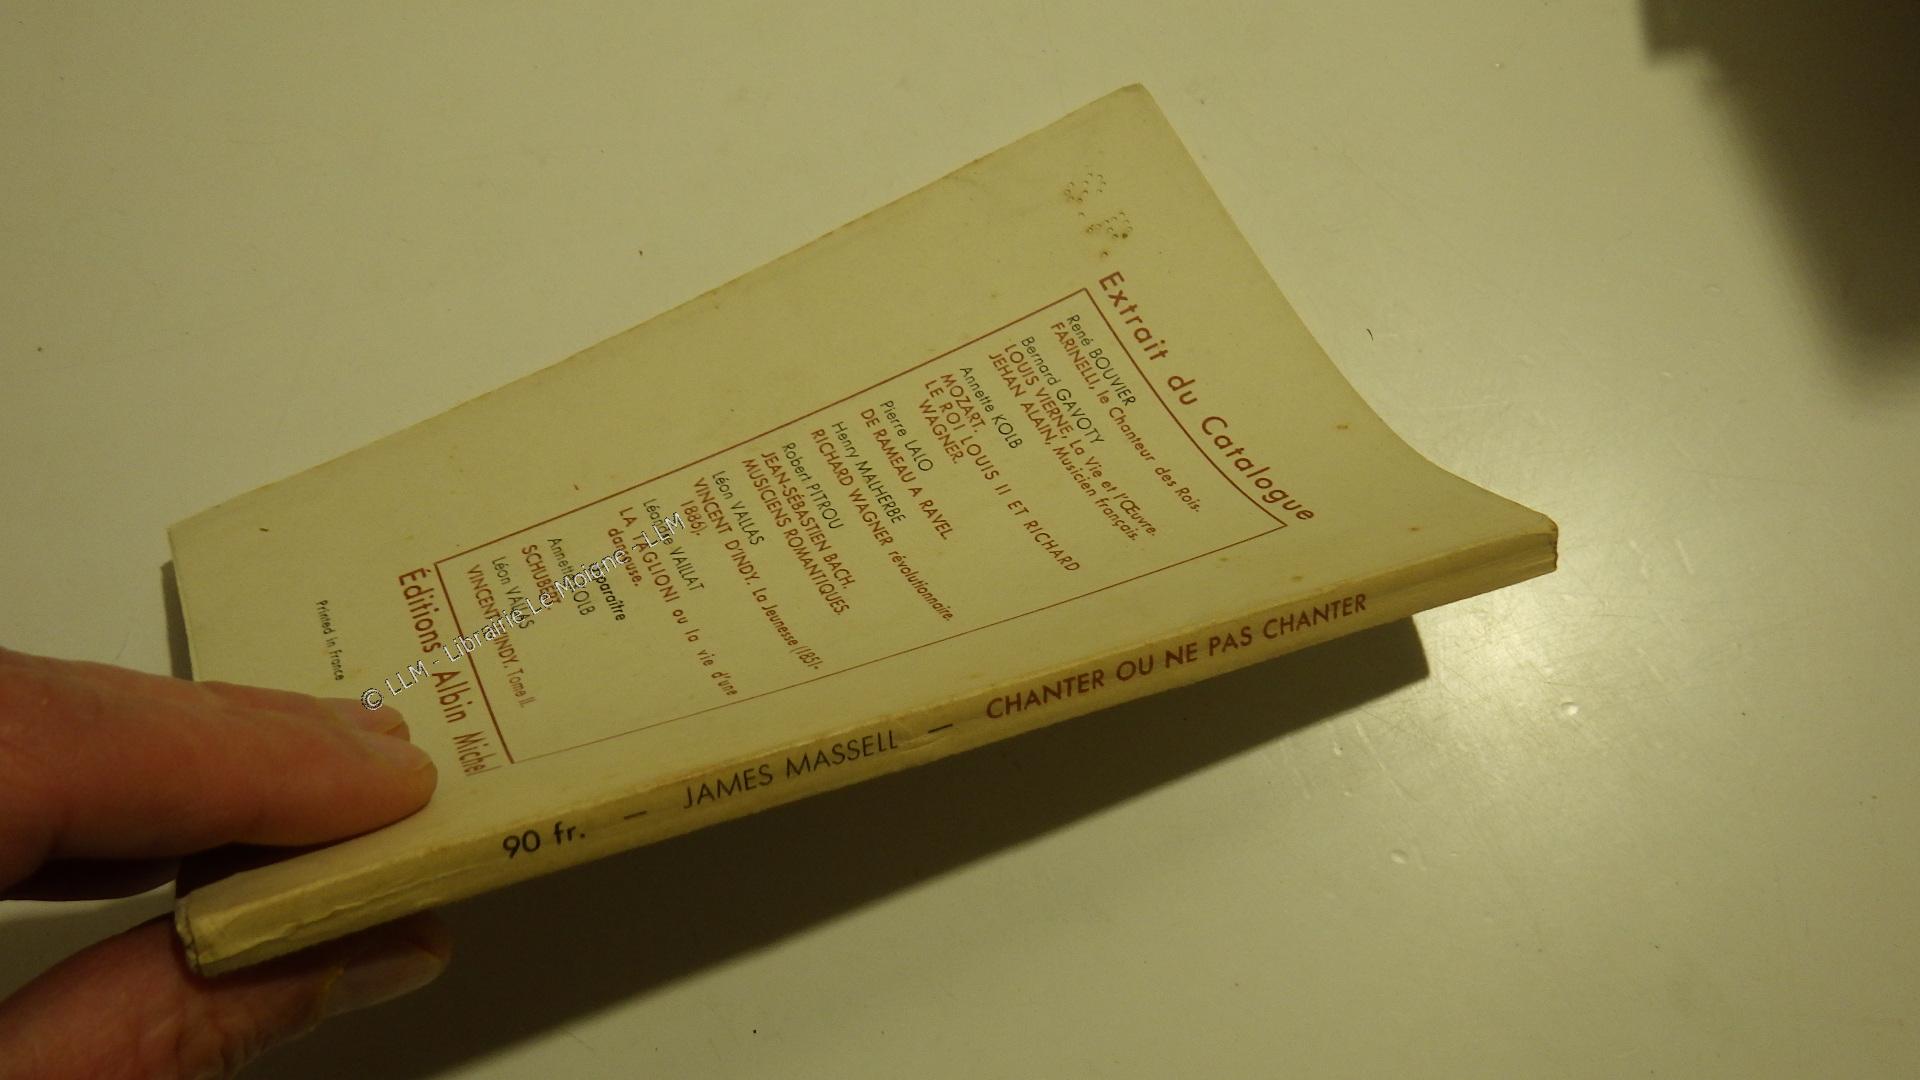 Extrait du Catalogue
René BOUVIER
FARINELLI, le Chanteur des Rois.
Bernard GAVOTY
LOUIS VIERNE, La Vie et l'Œuvre.
JEHAN ALAIN, Musicien français.
Annette KOLB
MOZART.
LE ROI LOUIS II ET RICHARD
WAGNER.
Pierre LALO
DE RAMEAU A RAVEL
Henry MALHERBE
RICHARD WAGNER révolutionnaire.
Robert PITROU
JEAN-SÉBASTIEN BACH.
MUSICIENS ROMANTIQUES.
Léon VALLAS
VINCENT D'INDY. La Jeunesse (1851-
1886).
Léandre VAILLAT
LA TAGLIONI ou la vie d'une
danseuse.
A paraître
Annette KOLB
SCHUBERT.
Léon VALLAS
VINCENT D'INDY. Tome II.
Éditions Albin Michel
Printed in France
90 fr. — JAMES MASSELL — CHANTER OU NE PAS CHANTER
© LLM - Librairie Le Moigne - LLM